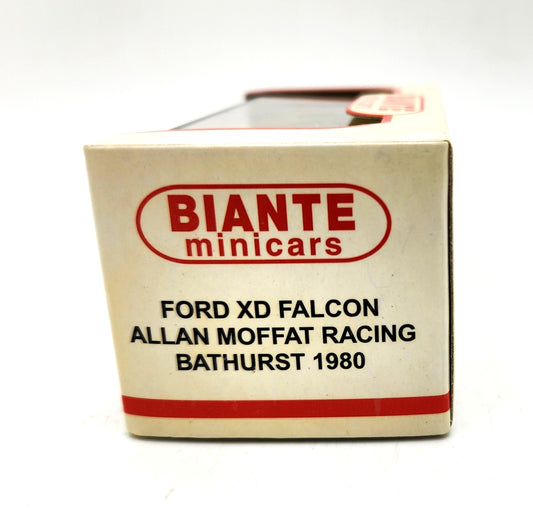 BIANTE
minicars
FORD XD FALCON
ALLAN MOFFAT RACING
BATHURST 1980